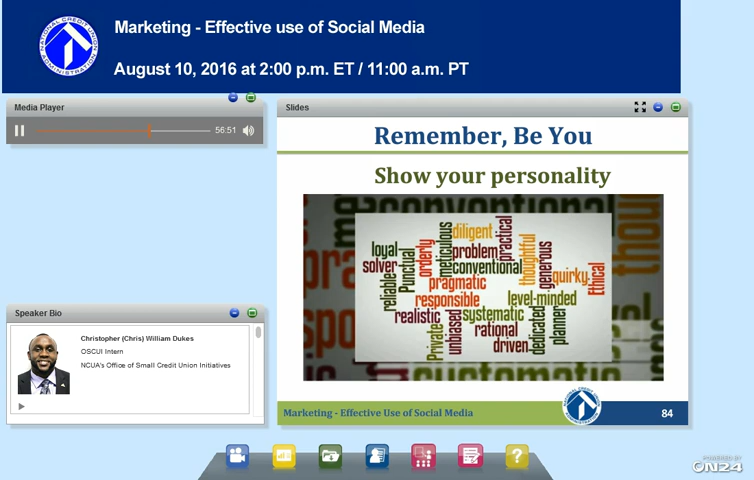 Marketing - Effective use of Social Media
August 10, 2016 at 2:00 p.m. ET / 11:00 a.m. PT
NATIONAL CREDIT UNION ADMINISTRATION
Media Player
56:51
Slides
Remember, Be You
Show your personality
loyal
solver
reliable
Punctual
orderly
meticulous
diligent
problem
practical
conventional
pragmatic
responsible
thoughtful
generous
quirky
Ethical
level-minded
realistic
Private
unbiased
systematic
rational
driven
dedicated
planner
Marketing - Effective Use of Social Media
84
Speaker Bio
Christopher (Chris) William Dukes
OSCUI Intern
NCUA's Office of Small Credit Union Initiatives
POWERED BY
ON24